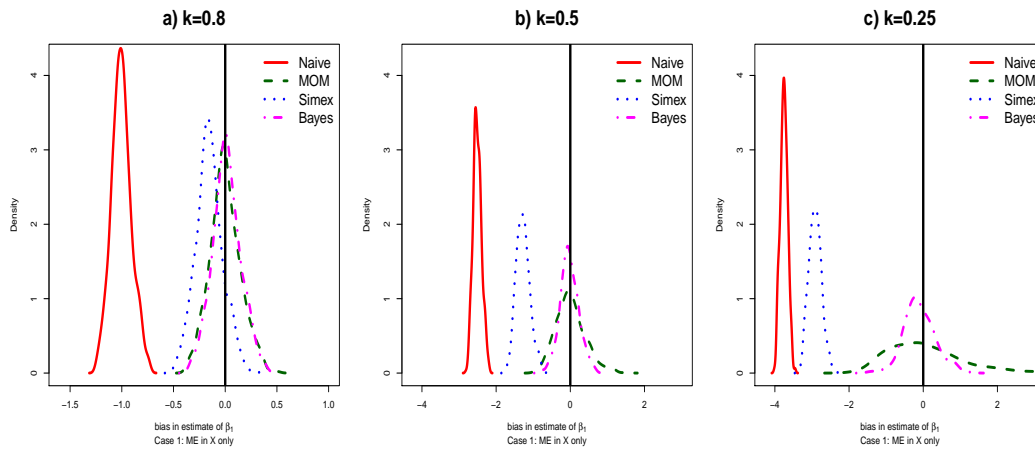 a) k=0.8
Naive
MOM
Simex
Bayes
Density
0
1
2
3
4
−1.5
−1.0
−0.5
0.0
0.5
1.0
bias in estimate of β1
Case 1: ME in X only
b) k=0.5
Naive
MOM
Simex
Bayes
Density
0
1
2
3
4
−4
−2
0
2
bias in estimate of β1
Case 1: ME in X only
c) k=0.25
Naive
MOM
Simex
Bayes
Density
0
1
2
3
4
−4
−2
0
2
bias in estimate of β1
Case 1: ME in X only